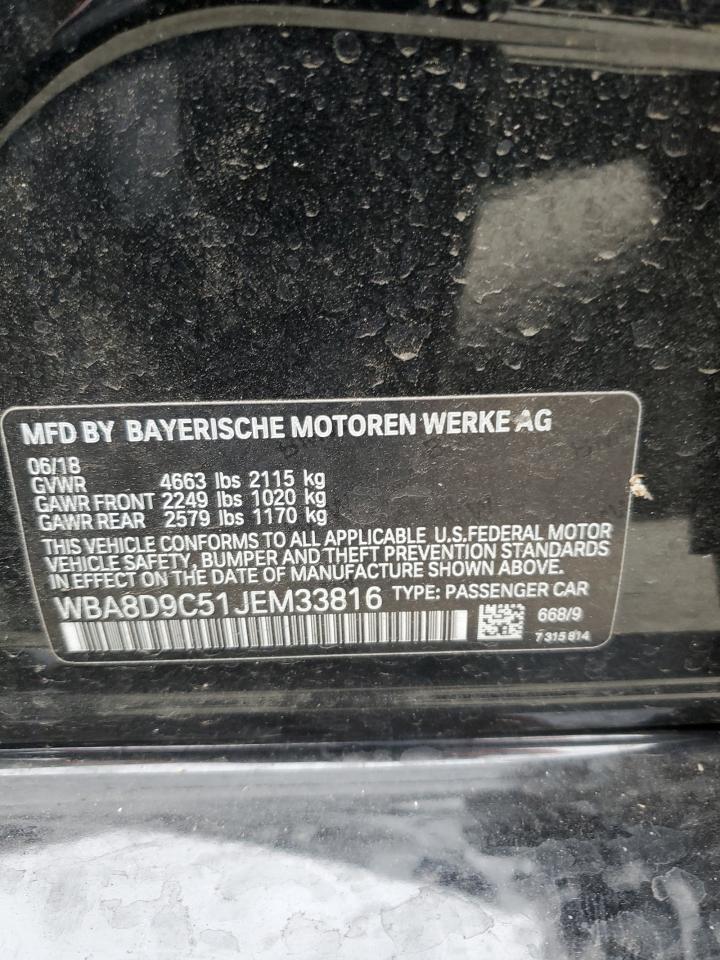 MFD BY BAYERISCHE MOTOREN WERKE AG
06/18
GVWR 4663 lbs 2115 kg
GAWR FRONT 2249 lbs 1020 kg
GAWR REAR 2579 lbs 1170 kg
THIS VEHICLE CONFORMS TO ALL APPLICABLE U.S.FEDERAL MOTOR
VEHICLE SAFETY, BUMPER AND THEFT PREVENTION STANDARDS
IN EFFECT ON THE DATE OF MANUFACTURE SHOWN ABOVE.
WBA8D9C51JEM33816 TYPE: PASSENGER CAR
668/9
7 315 814